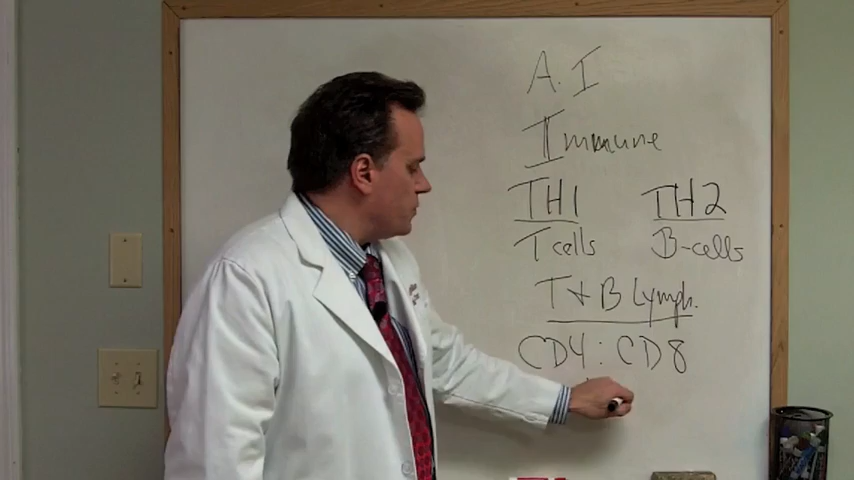 A. I
Immune
TH1 TH2
T cells B-cells
T & B Lymph.
CD4 : CD8